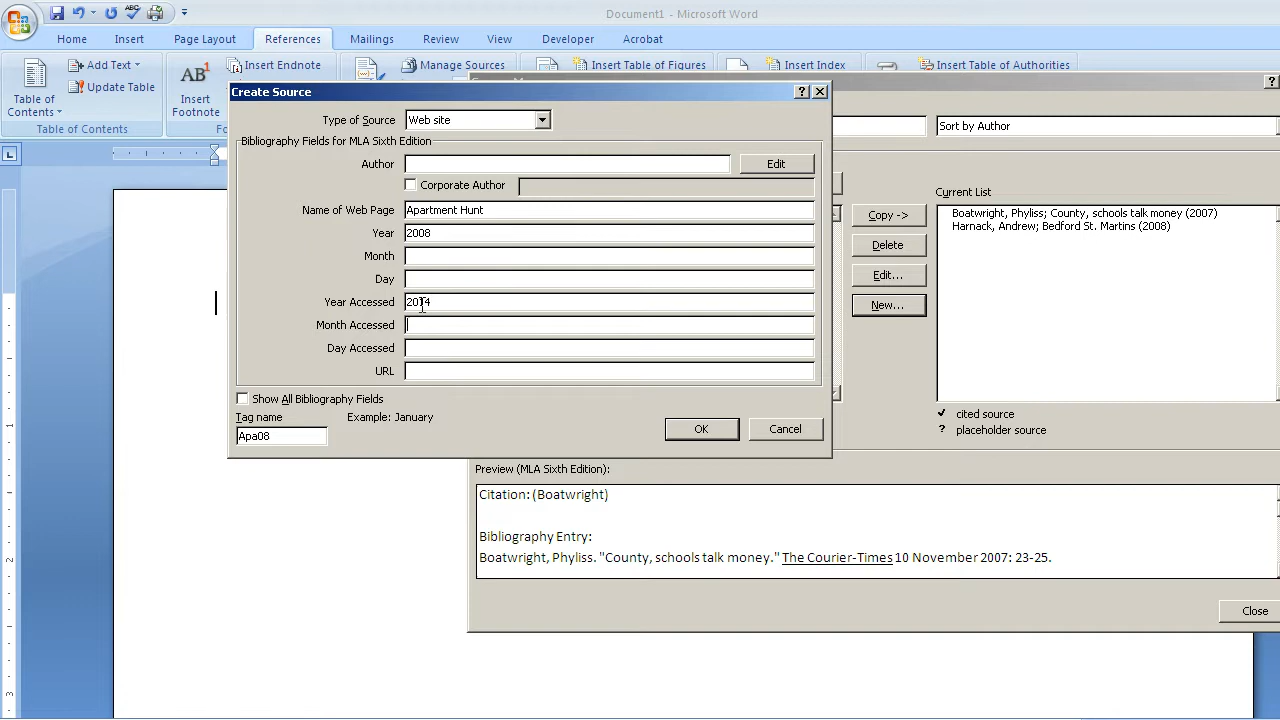 Document1 - Microsoft Word
Home Insert Page Layout References Mailings Review View Developer Acrobat
Table of Contents
Add Text
Update Table
Table of Contents
AB1
Insert Footnote
Insert Endnote
Manage Sources
Insert Table of Figures
Insert Index
Insert Table of Authorities
Create Source
Type of Source Web site
Bibliography Fields for MLA Sixth Edition
Author Edit
Corporate Author
Name of Web Page Apartment Hunt
Year 2008
Month
Day
Year Accessed 2014
Month Accessed
Day Accessed
URL
Show All Bibliography Fields
Tag name Example: January
Apa08
OK Cancel
Sort by Author
Current List
Copy ->
Delete
Edit...
New...
Boatwright, Phyliss; County, schools talk money (2007)
Harnack, Andrew; Bedford St. Martins (2008)
cited source
? placeholder source
Preview (MLA Sixth Edition):
Citation: (Boatwright)
Bibliography Entry:
Boatwright, Phyliss. "County, schools talk money." The Courier-Times 10 November 2007: 23-25.
Close
1
2
3